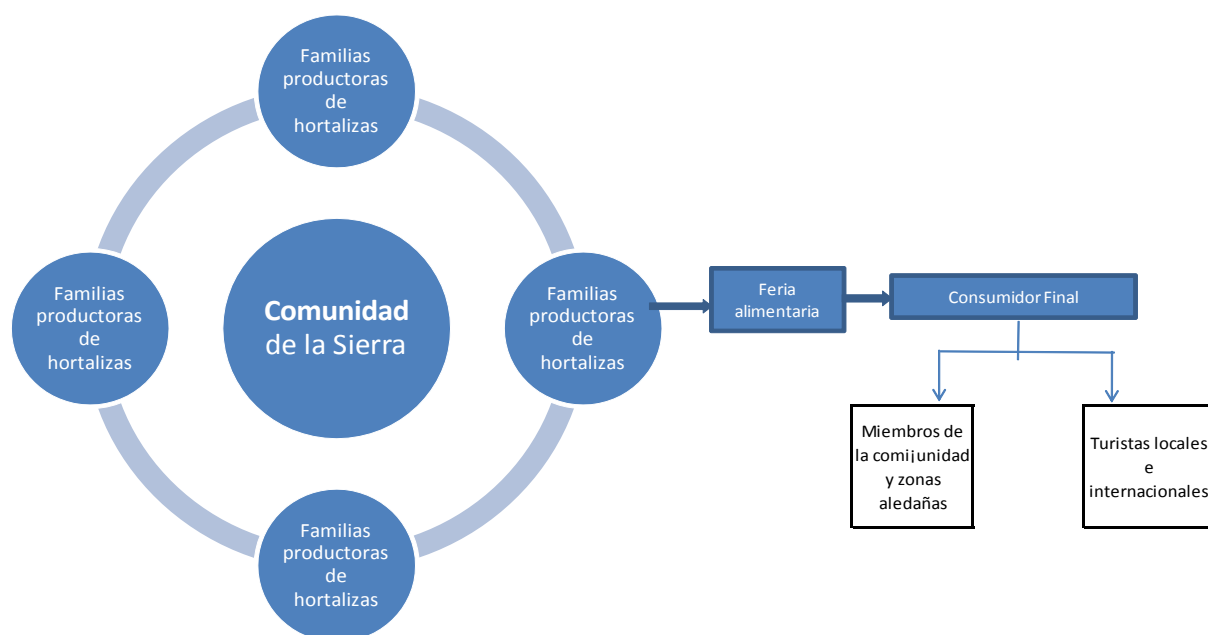 Familias
productoras
de
hortalizas
Familias
productoras
de
hortalizas
Comunidad
de la Sierra
Familias
productoras
de
hortalizas
Familias
productoras
de
hortalizas
Feria
alimentaria
Consumidor Final
Miembros de
la comi¡unidad
y zonas
aledañas
Turistas locales
e
internacionales